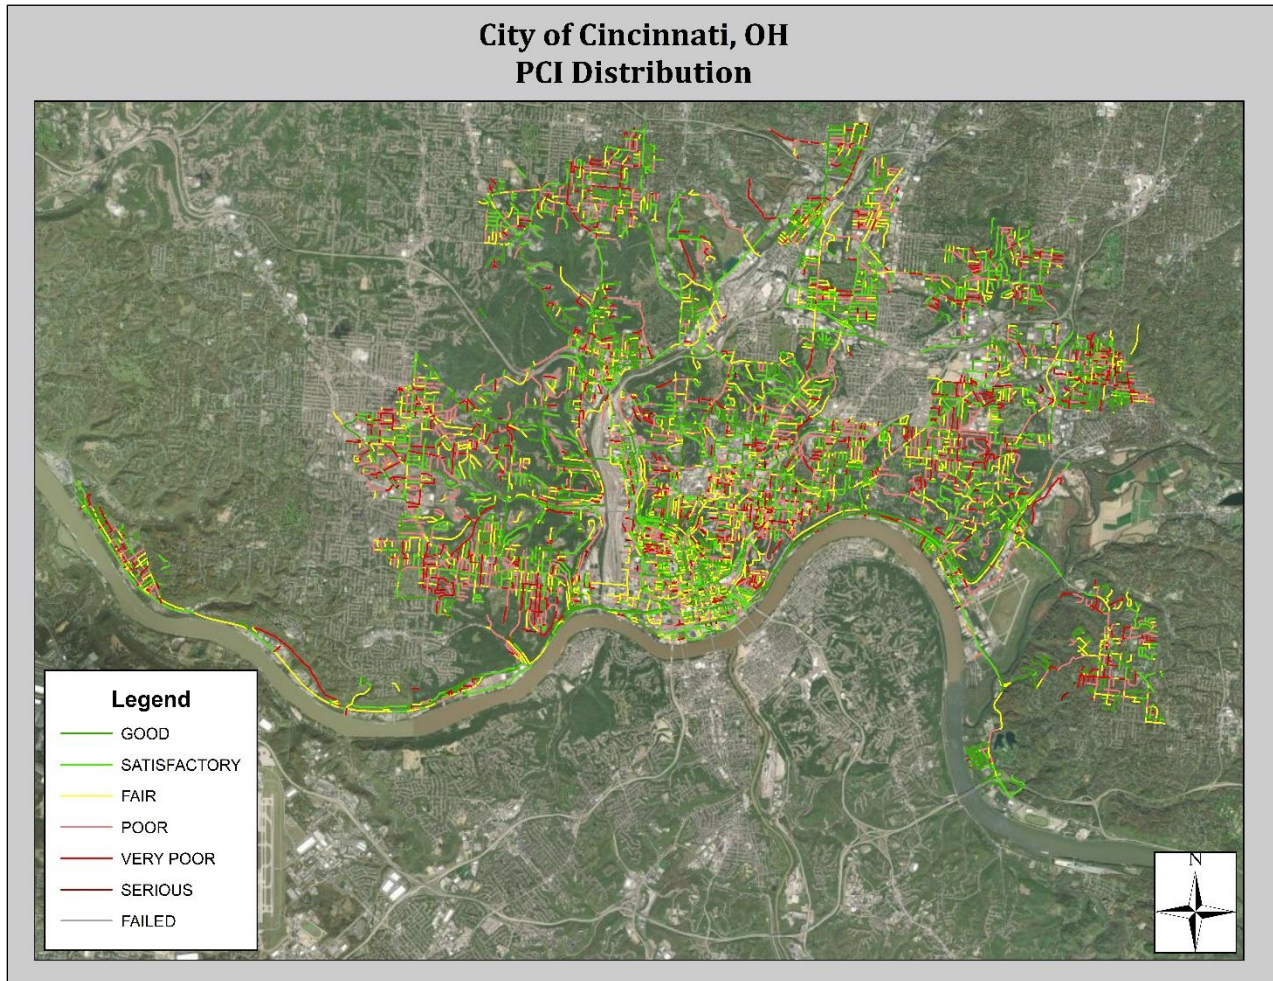 City of Cincinnati, OH
PCI Distribution
Legend
GOOD
SATISFACTORY
FAIR
POOR
VERY POOR
SERIOUS
FAILED
N